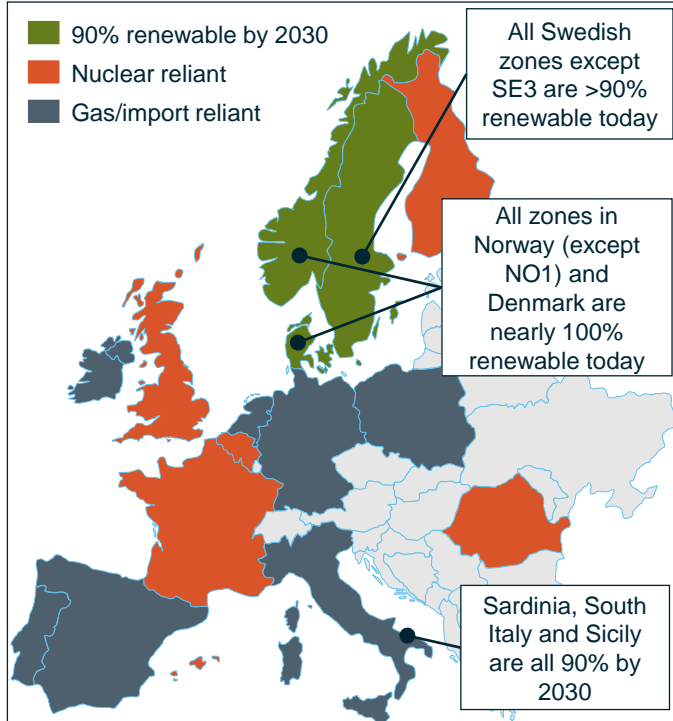 90% renewable by 2030
Nuclear reliant
Gas/import reliant
All Swedish
zones except
SE3 are >90%
renewable today
All zones in
Norway (except
NO1) and
Denmark are
nearly 100%
renewable today
Sardinia, South
Italy and Sicily
are all 90% by
2030